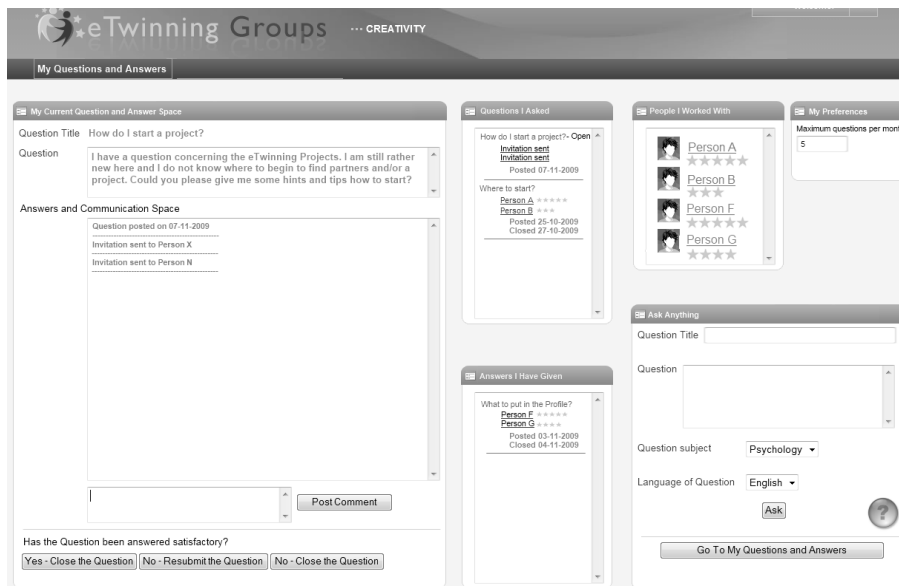 eTwinning Groups ··· CREATIVITY
My Questions and Answers
My Current Question and Answer Space
Question Title How do I start a project?
Question
I have a question concerning the eTwinning Projects. I am still rather
new here and I do not know where to begin to find partners and/or a
project. Could you please give me some hints and tips how to start?
Answers and Communication Space
Question posted on 07-11-2009
Invitation sent to Person X
Invitation sent to Person N
Post Comment
Has the Question been answered satisfactory?
Yes - Close the Question
No - Resubmit the Question
No - Close the Question
Questions I Asked
How do I start a project?- Open
Invitation sent
Invitation sent
Posted 07-11-2009
Where to start?
Person A
Person B
Posted 25-10-2009
Closed 27-10-2009
Answers I Have Given
What to put in the Profile?
Person F
Person G
Posted 03-11-2009
Closed 04-11-2009
People I Worked With
Person A
Person B
Person F
Person G
My Preferences
Maximum questions per mont
5
Ask Anything
Question Title
Question
Question subject Psychology
Language of Question English
Ask
?
Go To My Questions and Answers